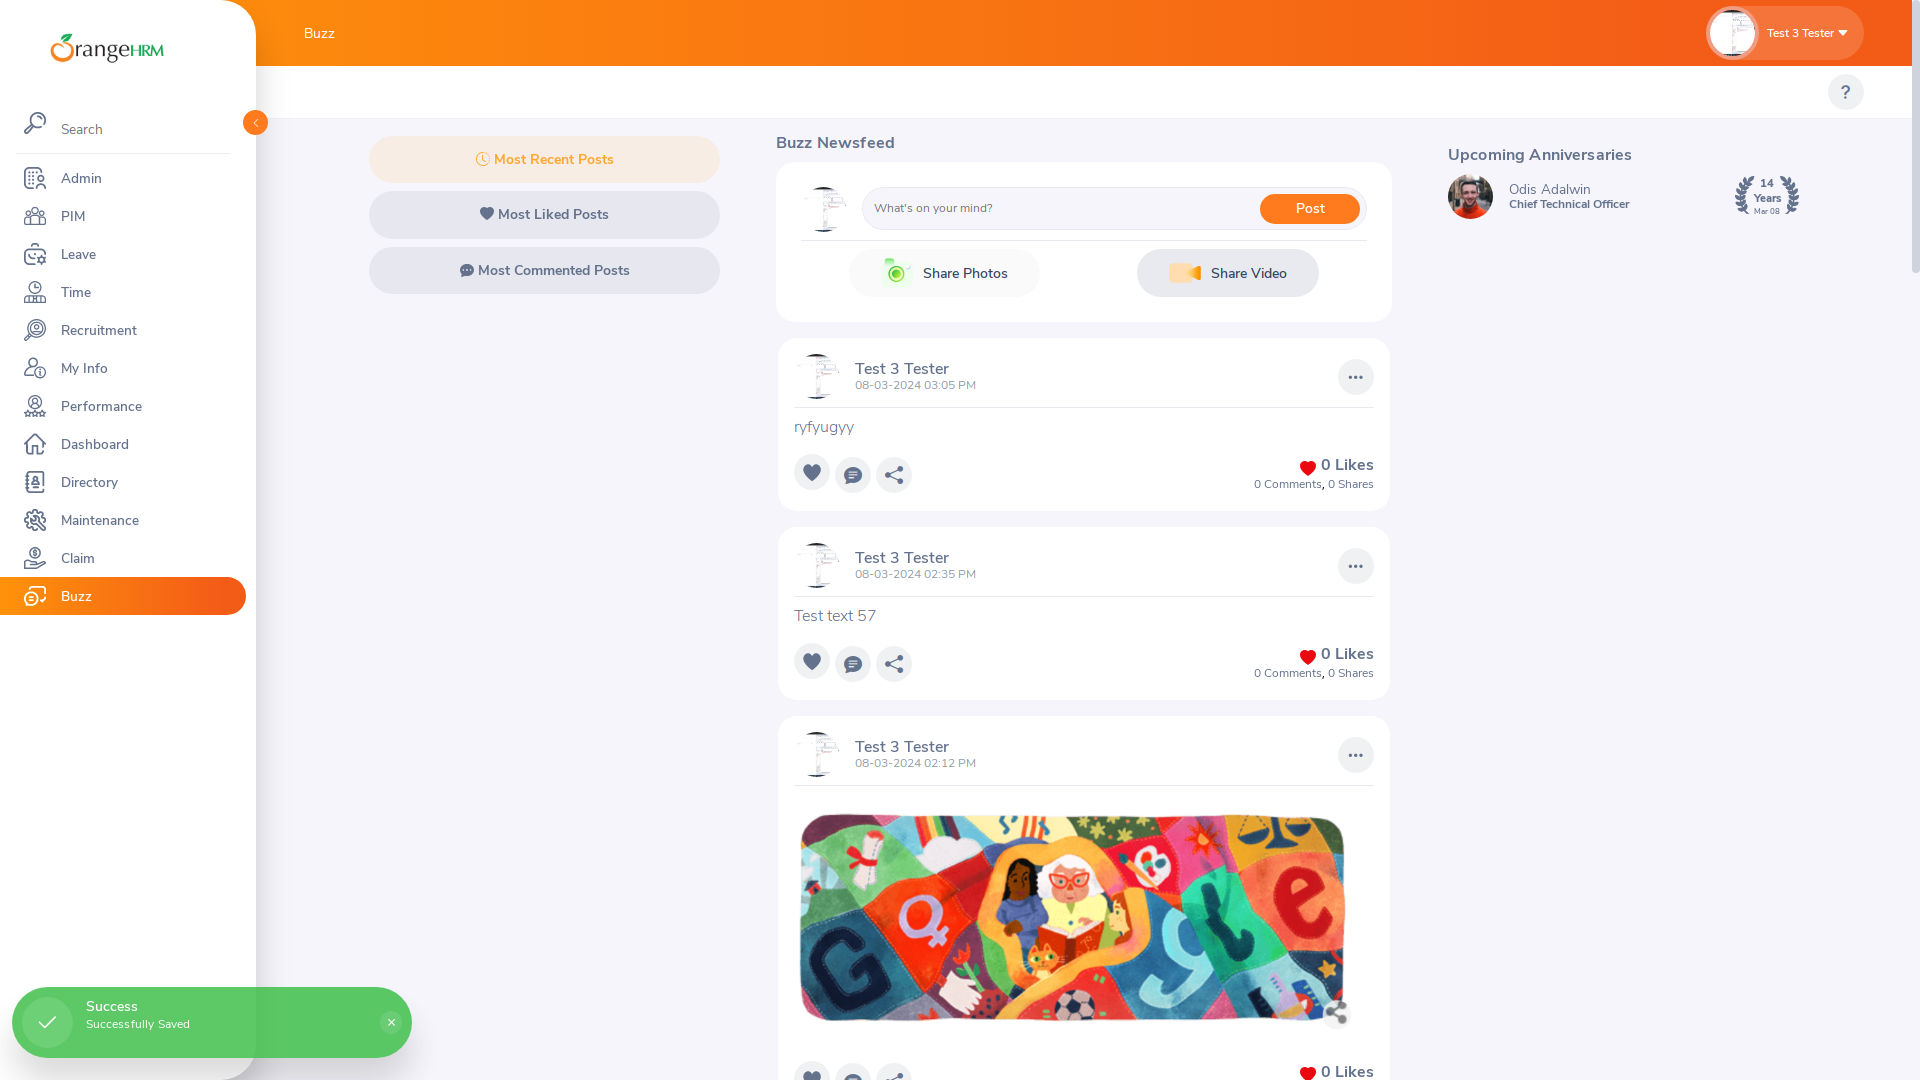 OrangeHRM
Search
Admin
PIM
Leave
Time
Recruitment
My Info
Performance
Dashboard
Directory
Maintenance
Claim
Buzz
Buzz
Test 3 Tester
?
Most Recent Posts
Most Liked Posts
Most Commented Posts
Buzz Newsfeed
What's on your mind?
Post
Share Photos
Share Video
Test 3 Tester
08-03-2024 03:05 PM
ryfyugyy
0 Likes
0 Comments, 0 Shares
Test 3 Tester
08-03-2024 02:35 PM
Test text 57
0 Likes
0 Comments, 0 Shares
Test 3 Tester
08-03-2024 02:12 PM
0 Likes
Upcoming Anniversaries
Odis Adalwin
Chief Technical Officer
14
Years
Mar 08
Success
Successfully Saved